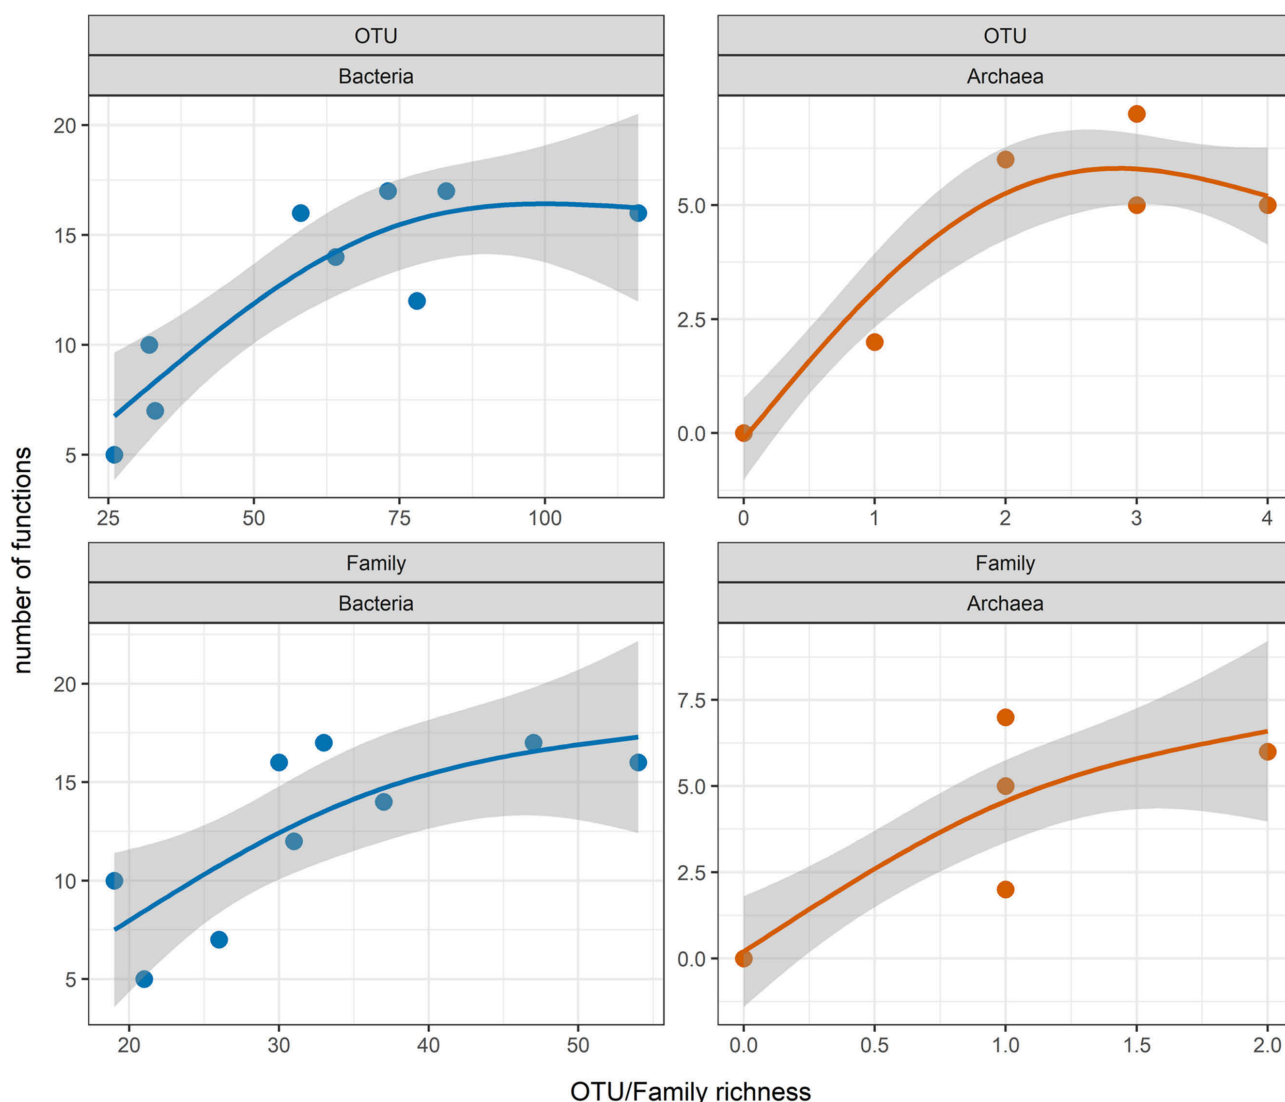 OTU
Bacteria
20
15
10
5
25 50 75 100
OTU
Archaea
5.0
2.5
0.0
0 1 2 3 4
number of functions
Family
Bacteria
20
15
10
5
20 30 40 50
Family
Archaea
7.5
5.0
2.5
0.0
0.0 0.5 1.0 1.5 2.0
OTU/Family richness